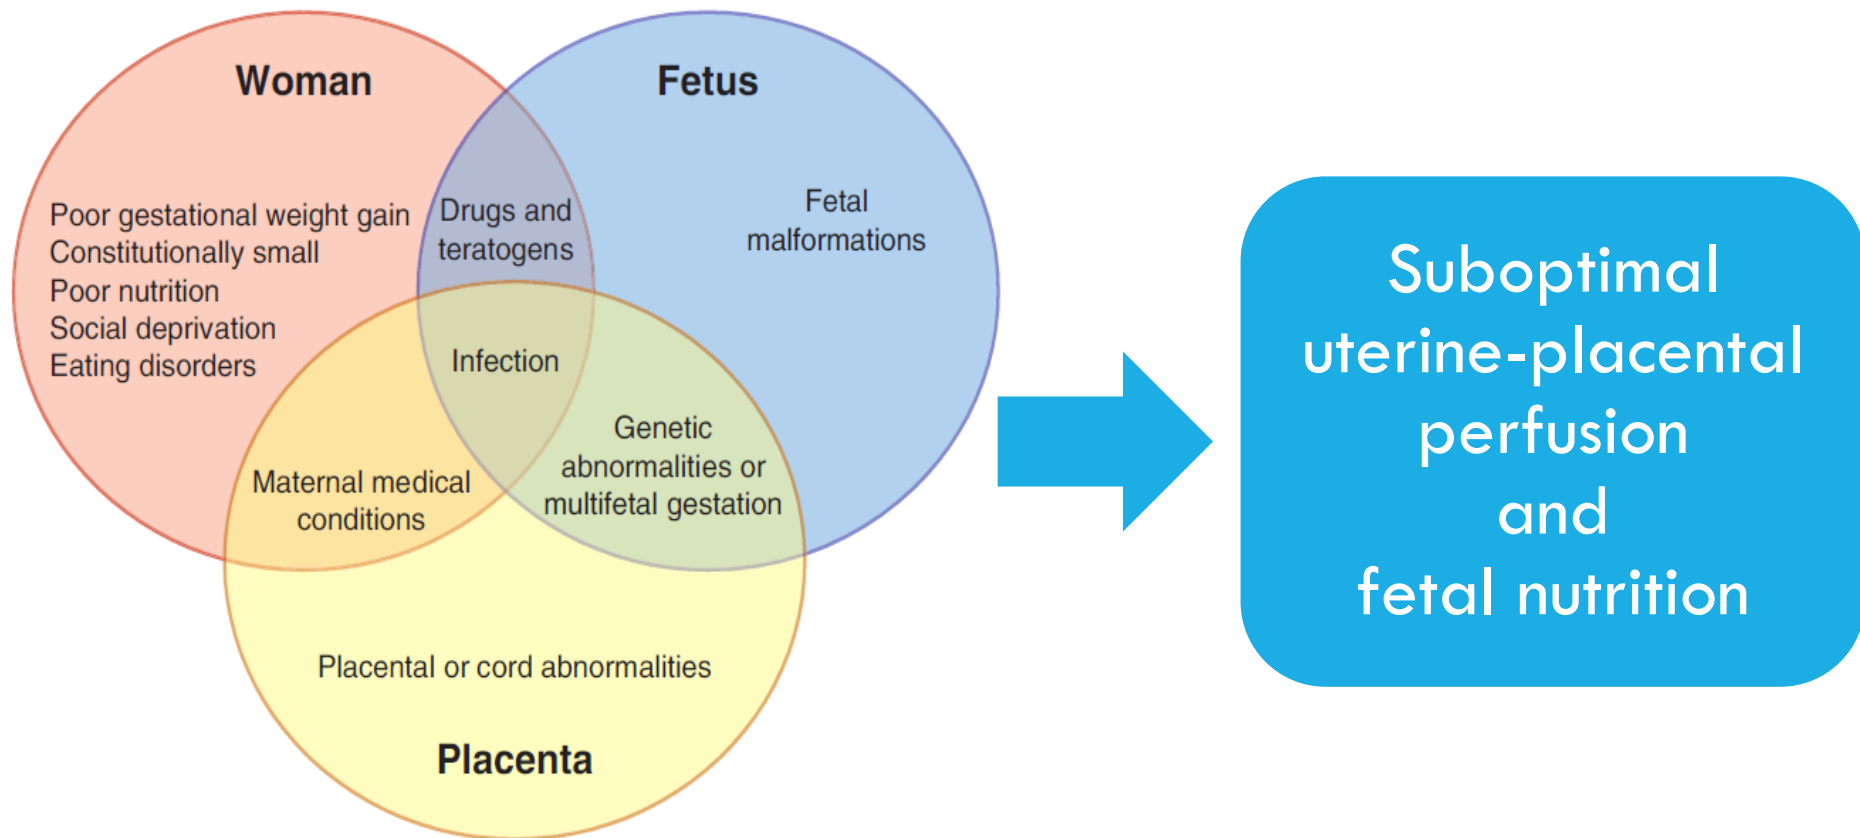 Woman
Fetus
Poor gestational weight gain
Constitutionally small
Poor nutrition
Social deprivation
Eating disorders
Drugs and
teratogens
Fetal
malformations
Infection
Maternal medical
conditions
Genetic
abnormalities or
multifetal gestation
Placental or cord abnormalities
Placenta
Suboptimal
uterine-placental
perfusion
and
fetal nutrition